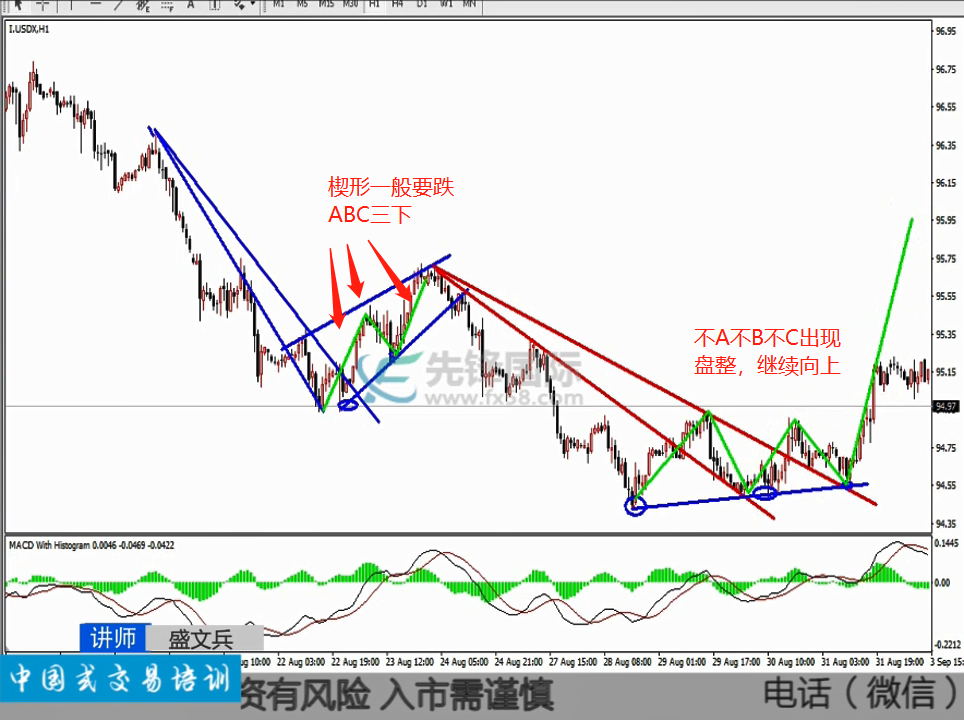 M1 M5 M15 M30 H1 H4 D1 W1 MN
I.USDX,H1
96.95
96.75
96.55
96.35
96.15
95.95
95.75
95.55
95.35
95.15
94.97
94.75
94.55
94.35
楔形一般要跌
ABC三下
不A不B不C出现
盘整，继续向上
先锋国际
www.fx58.com
MACD With Histogram 0.0046 -0.0469 -0.0422
0.1445
0.00
-0.2212
讲师 盛文兵
10:00 22 Aug 03:00 22 Aug 19:00 23 Aug 12:00 24 Aug 05:00 24 Aug 21:00 27 Aug 15:00 28 Aug 08:00 29 Aug 01:00 29 Aug 17:00 30 Aug 10:00 31 Aug 03:00 31 Aug 19:00 3 Sep 15:
中国式交易培训
资有风险 入市需谨慎
电话（微信）